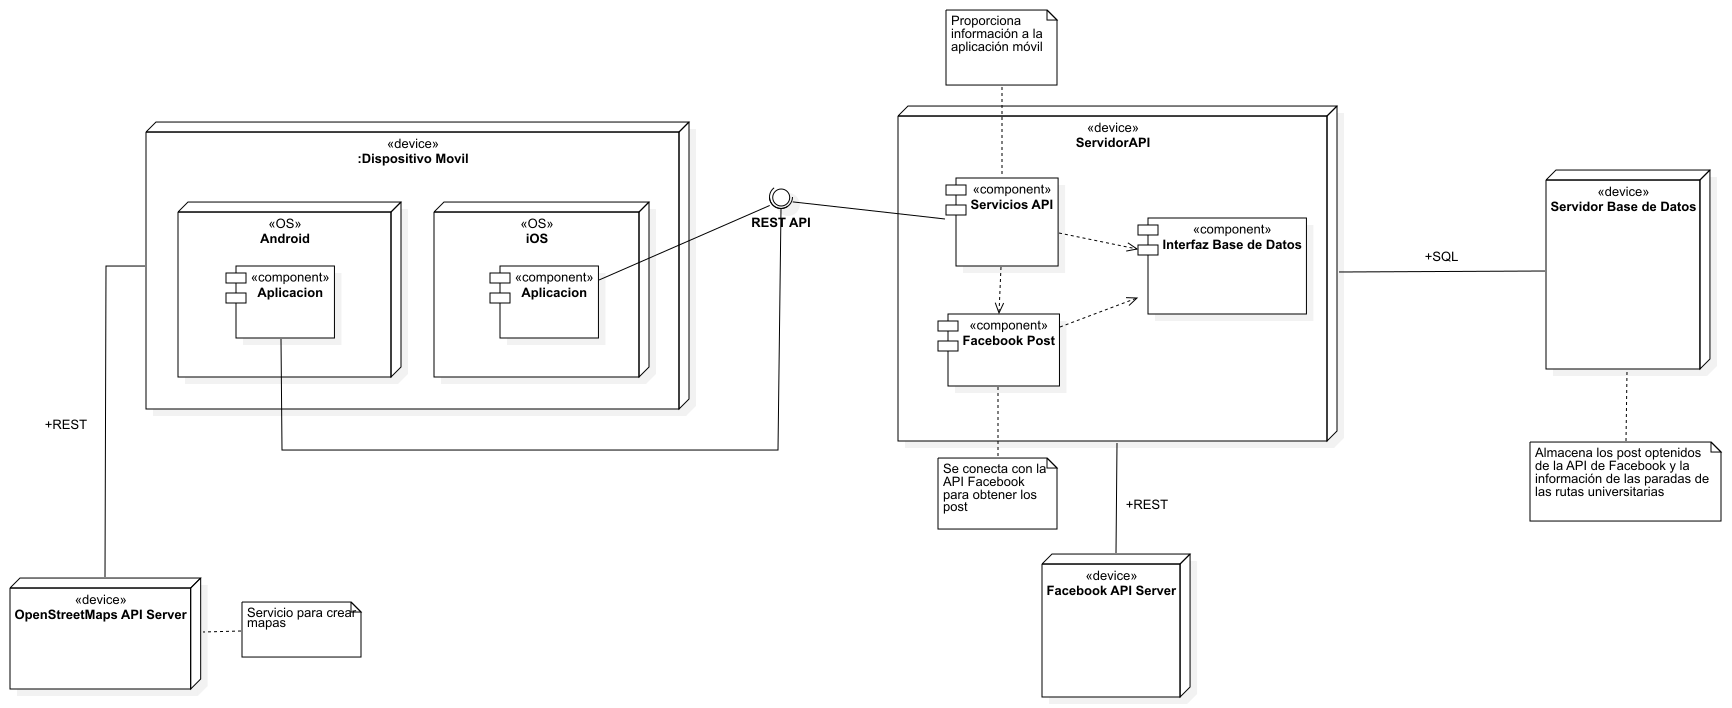 Proporciona
información a la
aplicación móvil
«device»
:Dispositivo Movil
«OS»
Android
«component»
Aplicacion
«OS»
iOS
«component»
Aplicacion
REST API
«device»
ServidorAPI
«component»
Servicios API
«component»
Interfaz Base de Datos
«component»
Facebook Post
«device»
Servidor Base de Datos
+SQL
+REST
Se conecta con la
API Facebook
para obtener los
post
+REST
Almacena los post optenidos
de la API de Facebook y la
información de las paradas de
las rutas universitarias
«device»
OpenStreetMaps API Server
Servicio para crear
mapas
«device»
Facebook API Server